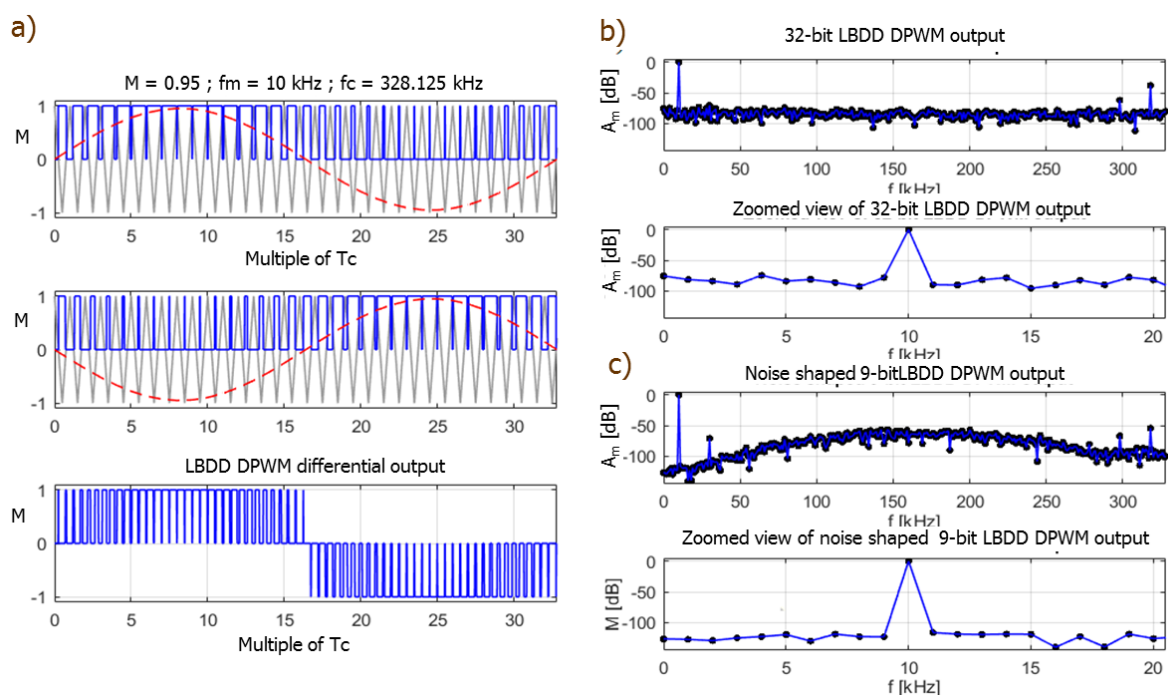 a)
M = 0.95 ; fm = 10 kHz ; fc = 328.125 kHz
1
M
0
-1
0 5 10 15 20 25 30
Multiple of Tc
1
M
0
-1
0 5 10 15 20 25 30
LBDD DPWM differential output
1
M
0
-1
0 5 10 15 20 25 30
Multiple of Tc
b)
32-bit LBDD DPWM output
0
-50
-100
Am [dB]
0 50 100 150 200 250 300
f [kHz]
Zoomed view of 32-bit LBDD DPWM output
0
-50
-100
Am [dB]
0 5 10 15 20
f [kHz]
c)
Noise shaped 9-bitLBDD DPWM output
0
-50
-100
Am [dB]
0 50 100 150 200 250 300
f [kHz]
Zoomed view of noise shaped 9-bit LBDD DPWM output
0
-50
-100
M [dB]
0 5 10 15 20
f [kHz]